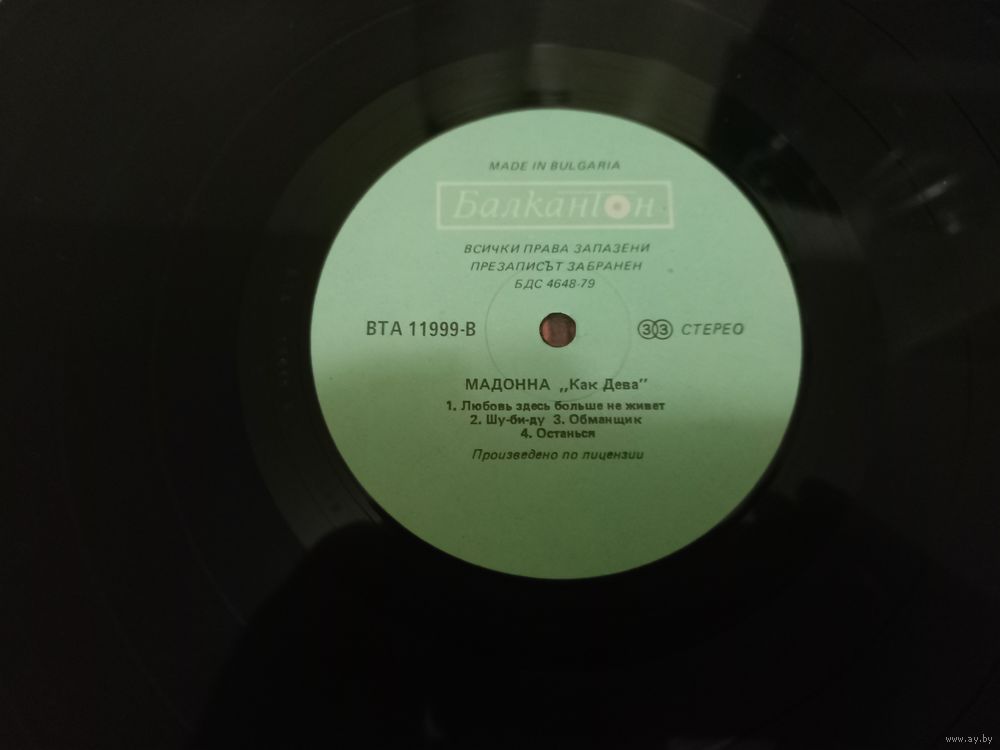 MADE IN BULGARIA
Балкантон
ВСИЧКИ ПРАВА ЗАПАЗЕНИ
ПРЕЗАПИСЪТ ЗАБРАНЕН
БДС 4648-79
ВТА 11999-В
33 СТЕРЕО
МАДОННА „Как Дева"
1. Любовь здесь больше не живет
2. Шу-би-ду 3. Обманщик
4. Останься
Произведено по лицензии
www.ay.by